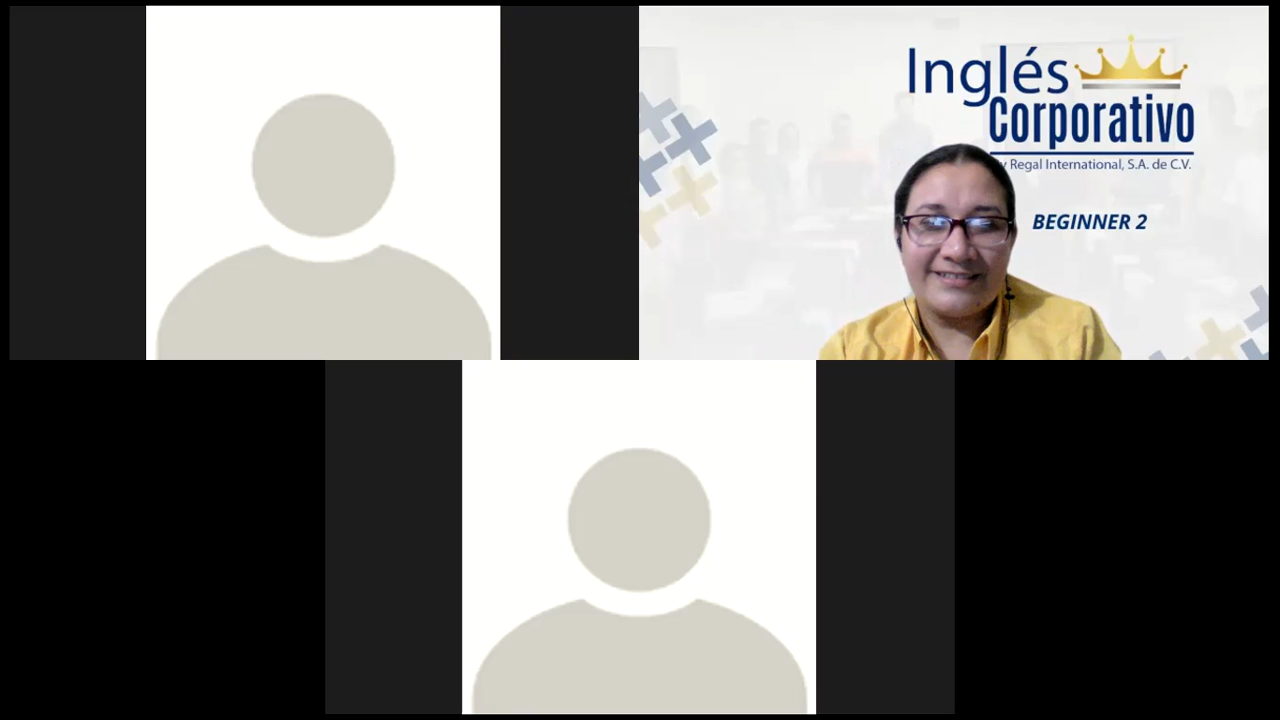 Inglés
Corporativo
Regal International, S.A. de C.V.
BEGINNER 2